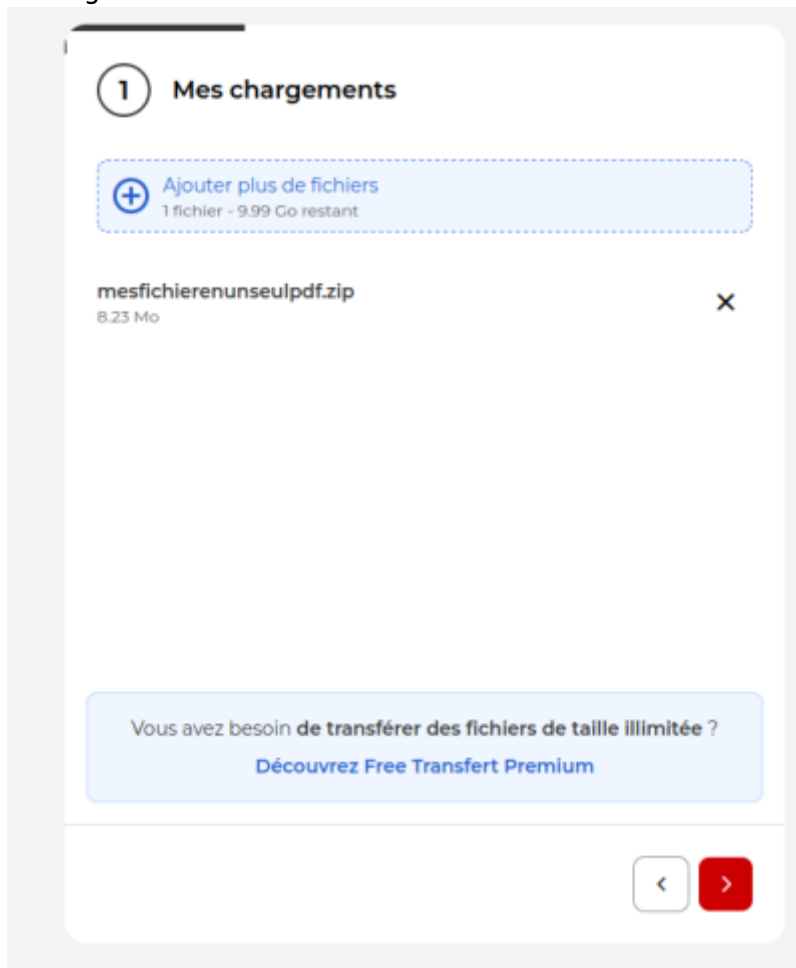 1 Mes chargements
Ajouter plus de fichiers
1 fichier - 9.99 Go restant
mesfichierenunseulpdf.zip
8.23 Mo
Vous avez besoin de transférer des fichiers de taille illimitée ?
Découvrez Free Transfert Premium